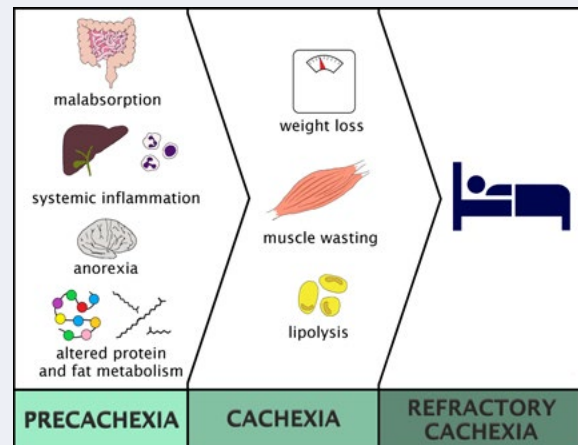 malabsorption
systemic inflammation
anorexia
altered protein
and fat metabolism
weight loss
muscle wasting
lipolysis
PRECACHEXIA
CACHEXIA
REFRACTORY
CACHEXIA